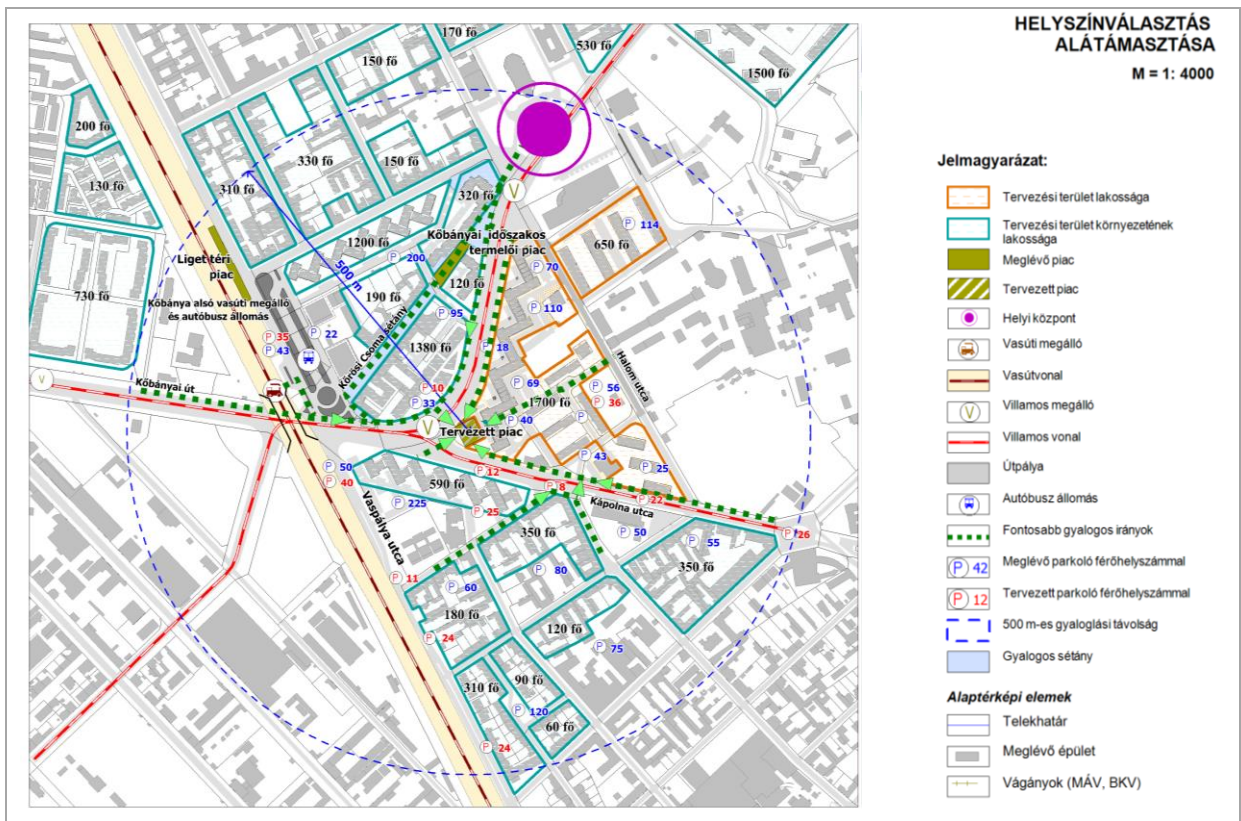 HELYSZÍNVÁLASZTÁS
ALÁTÁMASZTÁSA
M = 1: 4000
170 fő
530 fő
150 fő
1500 fő
200 fő
330 fő
130 fő
150 fő
310 fő
320 fő
V
P 114
Kőbányai időszakos
termelői piac
1200 fő
650 fő
Liget téri
piac
P 200
P 70
500 m
730 fő
190 fő
120 fő
Kőbánya alsó vasúti megálló
és autóbusz állomás
P 110
P 95
P 22
P 35
P 43
Kőrösi Csoma sétány
1380 fő
P 18
Halom utca
V
Kőbányai út
P 10
P 69
P 56
P 33
1700 fő
P 36
V
Tervezett piac
P 40
P
P 43
P 50
P 40
P 12
P 25
590 fő
P 8
P 22
P 225
Kápolna utca
P 25
Vaspálya utca
350 fő
P 50
P 55
P 26
P 11
P 80
350 fő
P 60
180 fő
120 fő
P 24
P 75
90 fő
310 fő
P 120
60 fő
P 24
Jelmagyarázat:
Tervezési terület lakossága
Tervezési terület környezetének
lakossága
Meglévő piac
Tervezett piac
Helyi központ
Vasúti megálló
Vasútvonal
V Villamos megálló
Villamos vonal
Útpálya
Autóbusz állomás
Fontosabb gyalogos irányok
P 42 Meglévő parkoló férőhelyszámmal
P 12 Tervezett parkoló férőhelyszámmal
500 m-es gyaloglási távolság
Gyalogos sétány
Alaptérképi elemek
Telekhatár
Meglévő épület
Vágányok (MÁV, BKV)